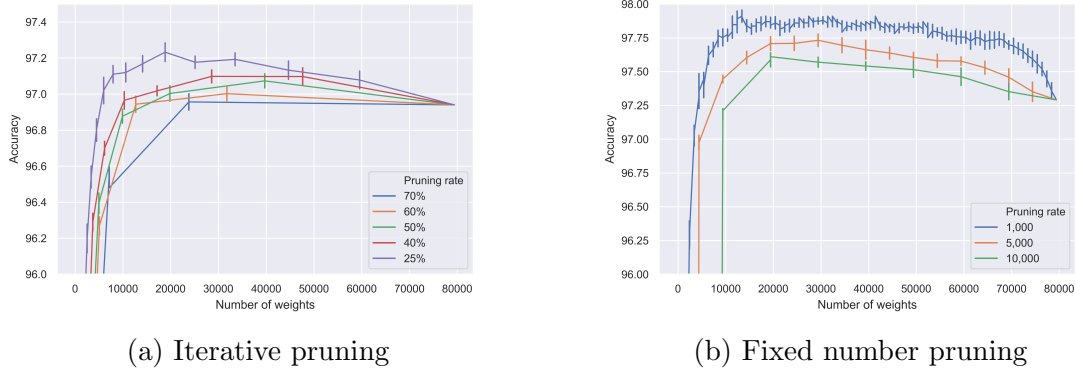 97.4
97.2
97.0
96.8
96.6
96.4
96.2
96.0
Accuracy
0 10000 20000 30000 40000 50000 60000 70000 80000
Number of weights
Pruning rate
70%
60%
50%
40%
25%
(a) Iterative pruning
98.00
97.75
97.50
97.25
97.00
96.75
96.50
96.25
96.00
Accuracy
0 10000 20000 30000 40000 50000 60000 70000 80000
Number of weights
Pruning rate
1,000
5,000
10,000
(b) Fixed number pruning